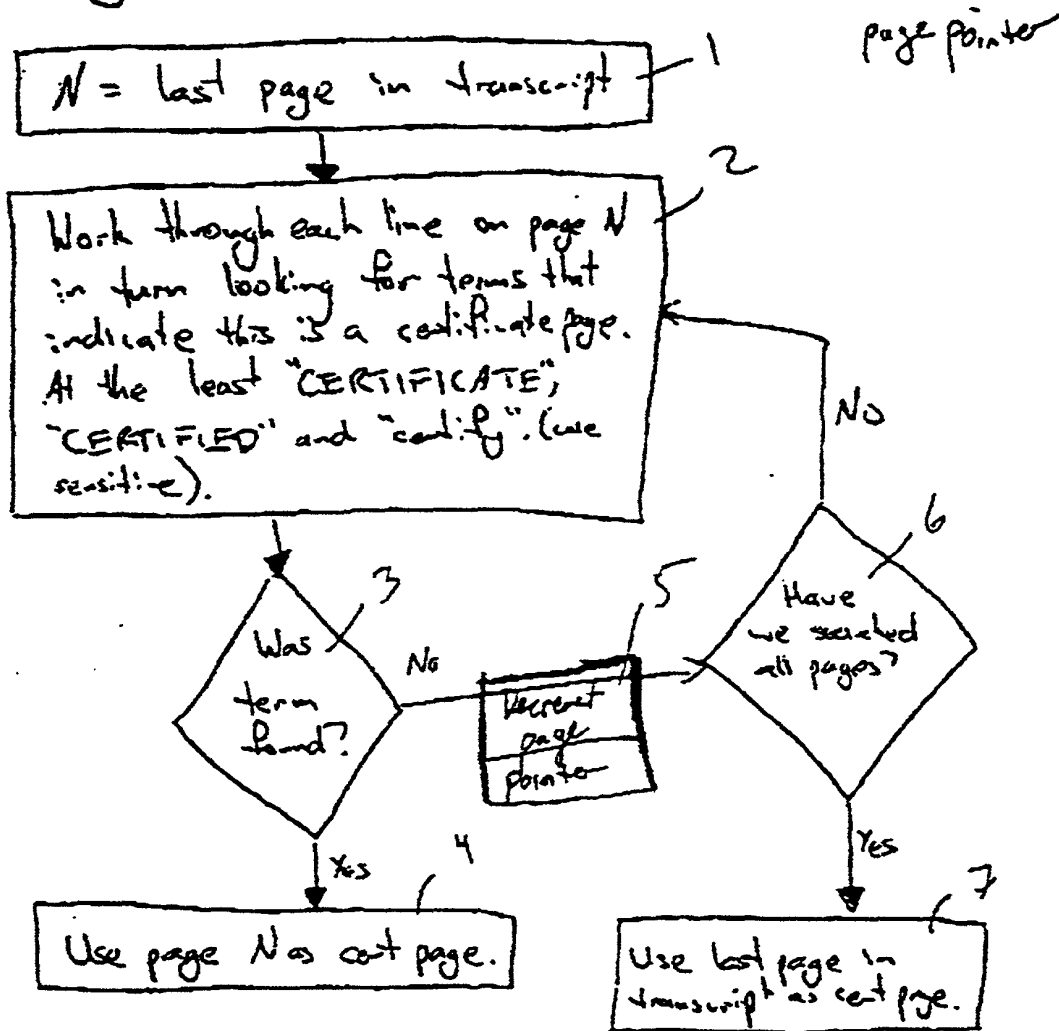 page pointer
N = last page in transcript
1
2
Work through each line on page N
in turn looking for terms that
indicate this is a certificate page.
At the least "CERTIFICATE",
"CERTIFIED" and "certify". (case
sensitive).
No
6
3
5
Have
we searched
all pages?
Was
term
found?
No
Decrement
page
pointer
Yes
4
Yes
7
Use page N as cert page.
Use last page in
transcript as cert page.